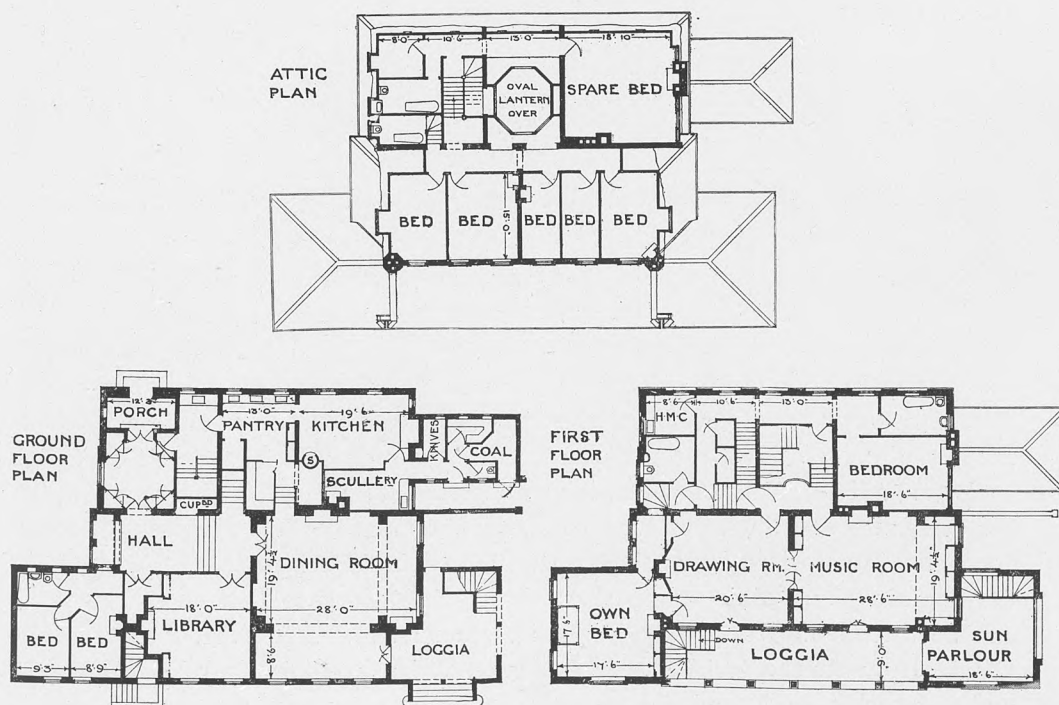 ATTIC
PLAN
8'-0"
10'-6"
13'-0"
18'-10"
OVAL
LANTERN
OVER
SPARE BED
BED
BED
BED
BED
BED
15'-0"
GROUND
FLOOR
PLAN
12'-3"
PORCH
13'-0"
PANTRY
19'-6"
KITCHEN
KNIVES
COAL
S
SCULLERY
CUPBD
HALL
DINING ROOM
19'-4½"
28'-0"
18'-0"
LIBRARY
BED
BED
9'3"
8'9"
8'-6"
LOGGIA
FIRST
FLOOR
PLAN
8'-6"
10'-6"
13'-0"
H.M.C
BEDROOM
18'-6"
DRAWING RM.
MUSIC ROOM
19'-4½"
20'-6"
28'-6"
OWN
BED
17'-6"
17'-6"
DOWN
LOGGIA
9'-0"
SUN
PARLOUR
18'-6"